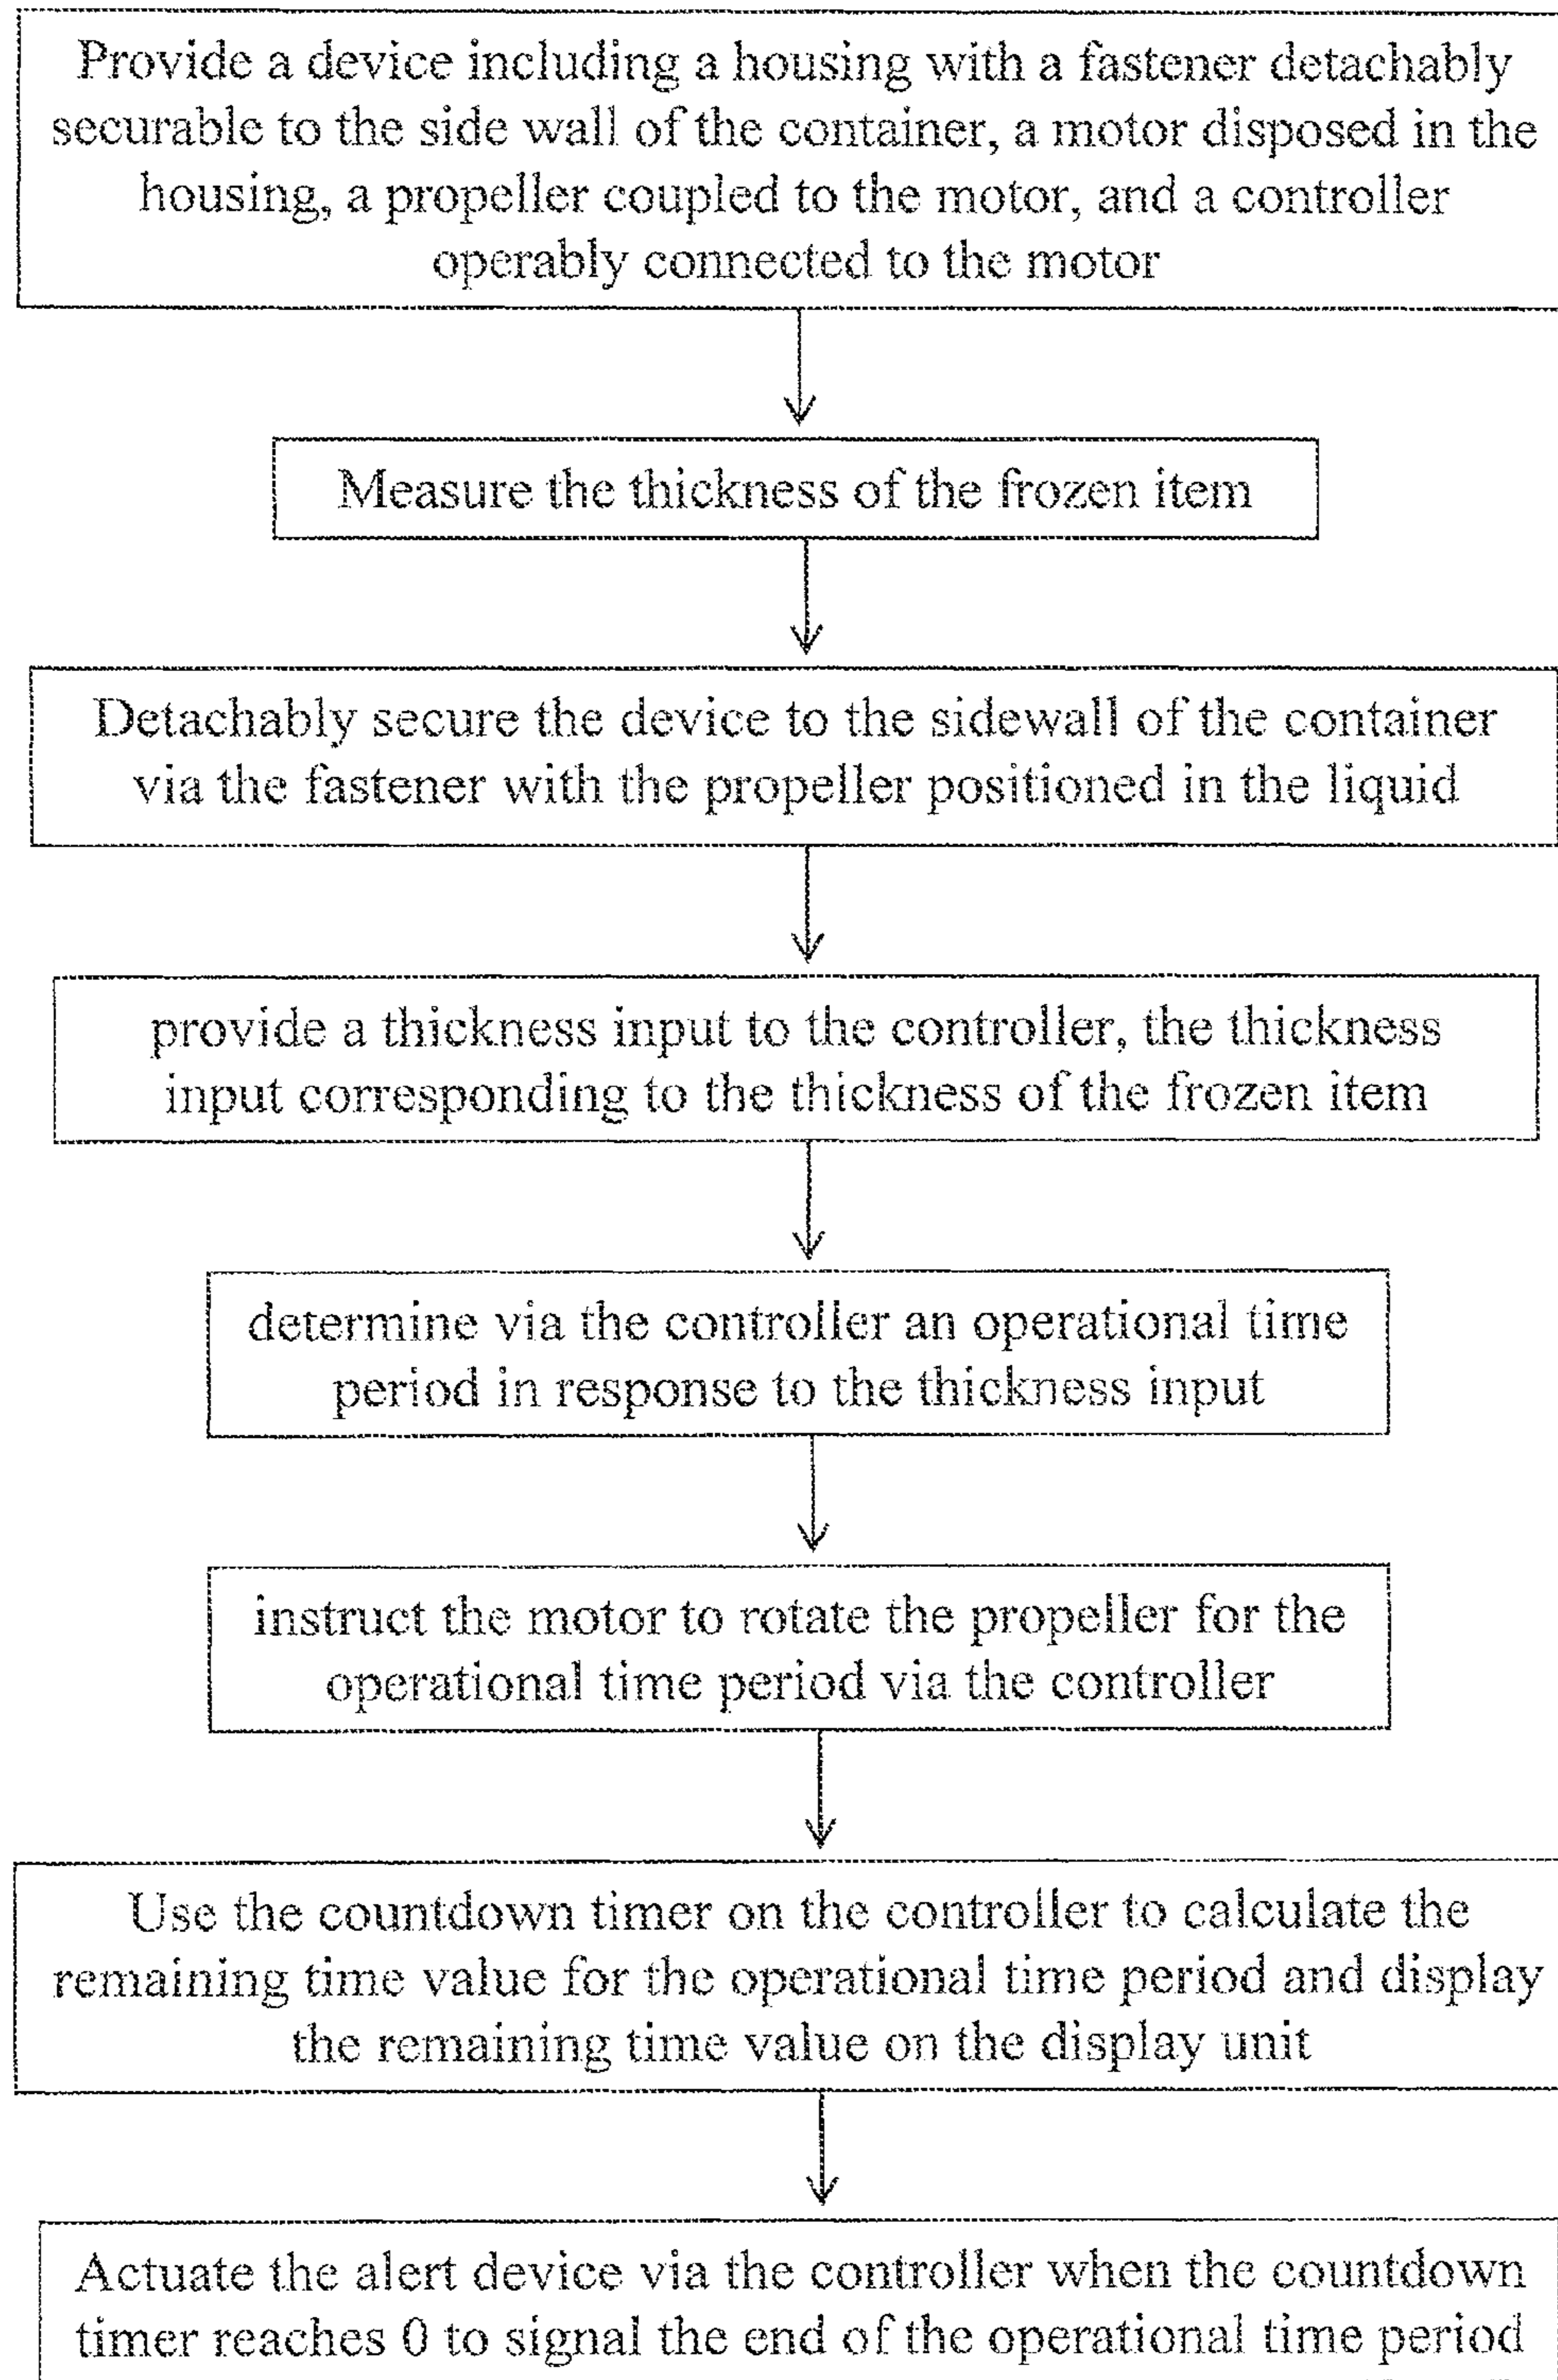 Provide a device including a housing with a fastener detachably
securable to the side wall of the container, a motor disposed in the
housing, a propeller coupled to the motor, and a controller
operably connected to the motor
Measure the thickness of the frozen item
Detachably secure the device to the sidewall of the container
via the fastener with the propeller positioned in the liquid
provide a thickness input to the controller, the thickness
input corresponding to the thickness of the frozen item
determine via the controller an operational time
period in response to the thickness input
instruct the motor to rotate the propeller for the
operational time period via the controller
Use the countdown timer on the controller to calculate the
remaining time value for the operational time period and display
the remaining time value on the display unit
Actuate the alert device via the controller when the countdown
timer reaches 0 to signal the end of the operational time period